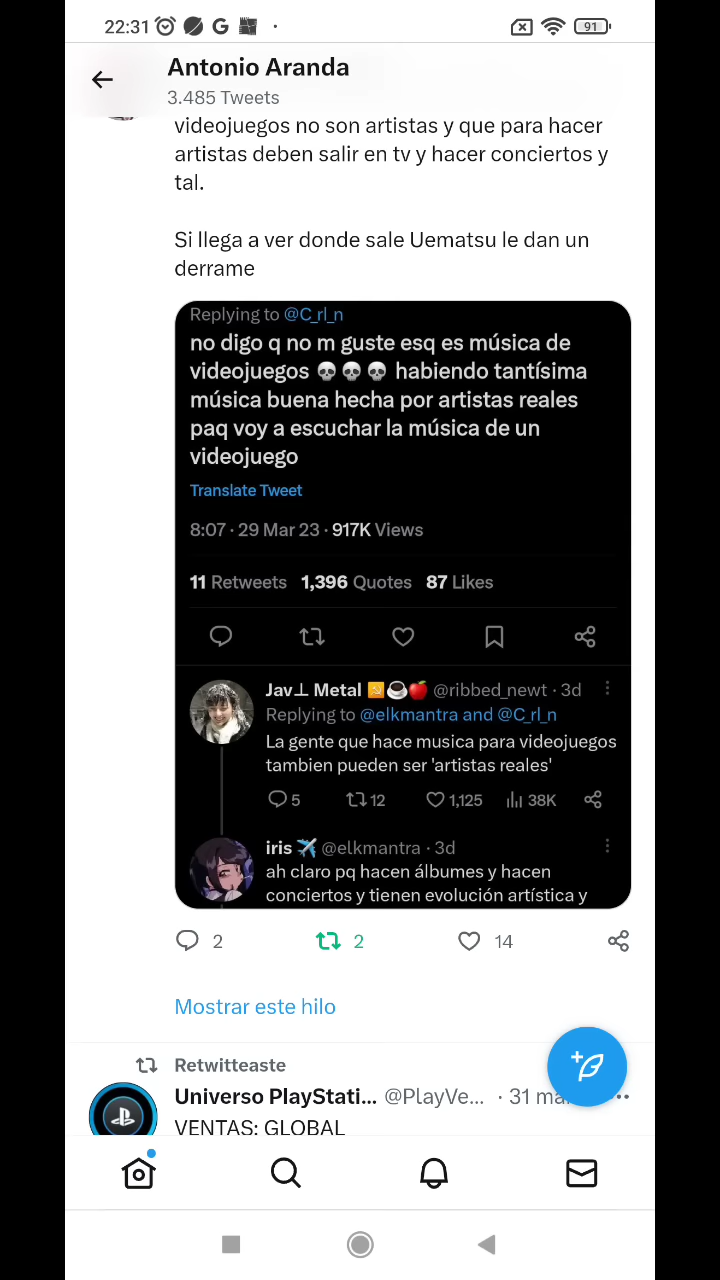 22:31
91
Antonio Aranda
3.485 Tweets
videojuegos no son artistas y que para hacer
artistas deben salir en tv y hacer conciertos y
tal.
Si llega a ver donde sale Uematsu le dan un
derrame
Replying to @C_rl_n
no digo q no m guste esq es música de
videojuegos 💀💀💀 habiendo tantísima
música buena hecha por artistas reales
paq voy a escuchar la música de un
videojuego
Translate Tweet
8:07 · 29 Mar 23 · 917K Views
11 Retweets 1,396 Quotes 87 Likes
Jav⊥ Metal @ribbed_newt · 3d
Replying to @elkmantra and @C_rl_n
La gente que hace musica para videojuegos
tambien pueden ser 'artistas reales'
5 12 1,125 38K
iris ✈️ @elkmantra · 3d
ah claro pq hacen álbumes y hacen
conciertos y tienen evolución artística y
2 2 14
Mostrar este hilo
Retwitteaste
Universo PlayStati... @PlayVe... · 31 ma
VENTAS: GLOBAL